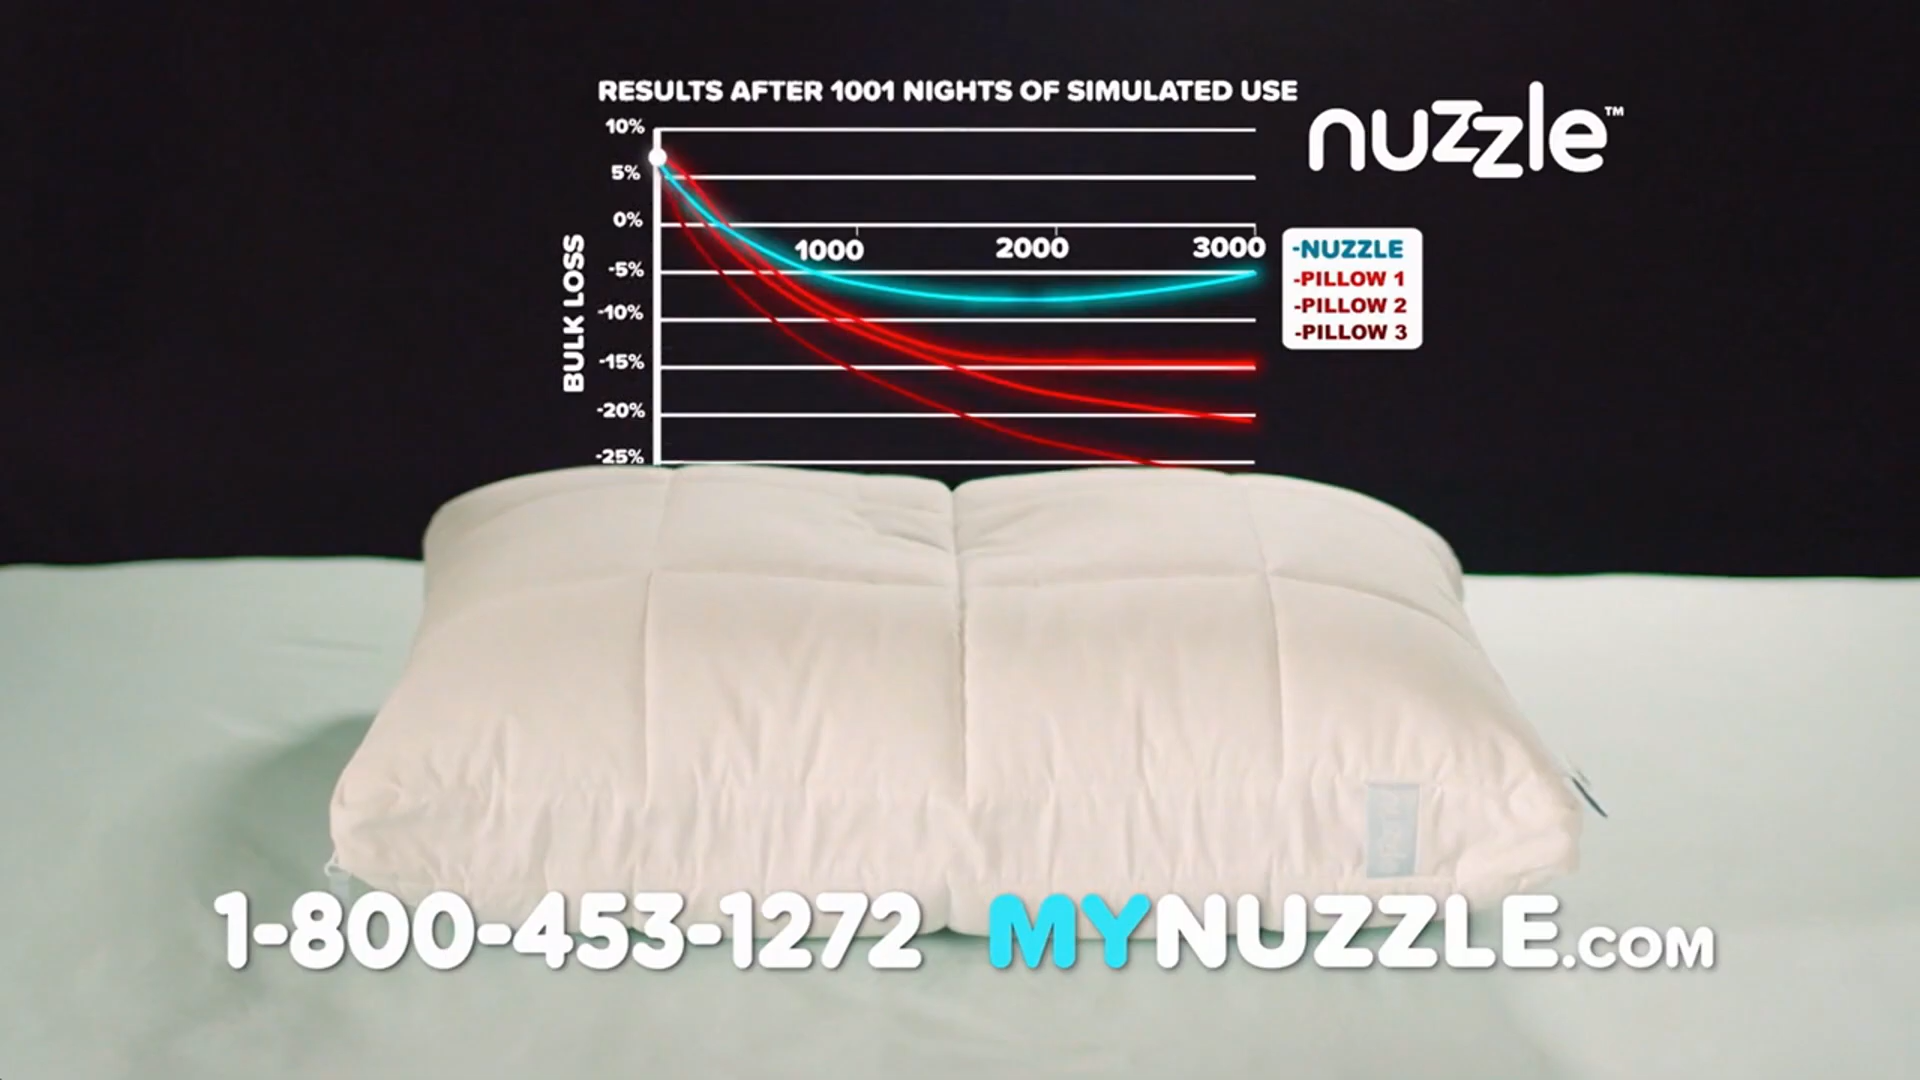 RESULTS AFTER 1001 NIGHTS OF SIMULATED USE
nuzzle™
10%
5%
0%
-5%
-10%
-15%
-20%
-25%
BULK LOSS
1000
2000
3000
-NUZZLE
-PILLOW 1
-PILLOW 2
-PILLOW 3
nuzzle
1-800-453-1272 MYNUZZLE.COM